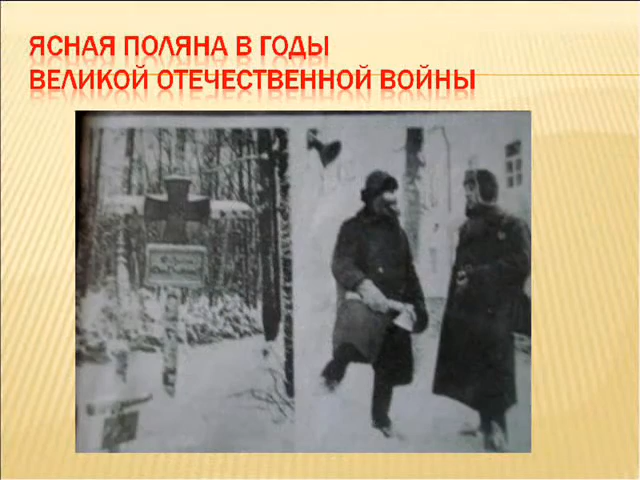 ЯСНАЯ ПОЛЯНА В ГОДЫ
ВЕЛИКОЙ ОТЕЧЕСТВЕННОЙ ВОЙНЫ